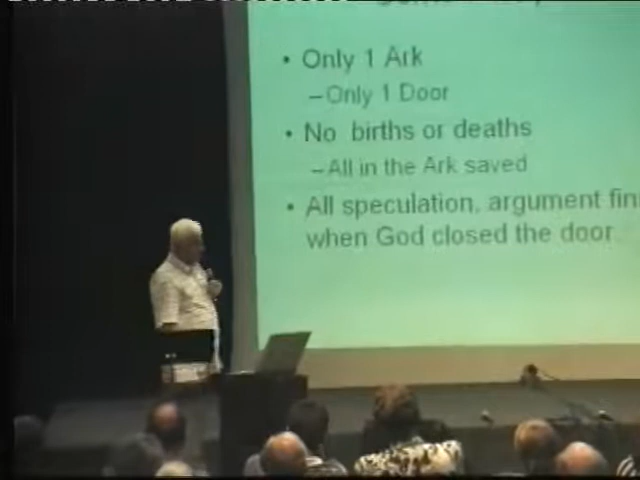 • Only 1 Ark
–Only 1 Door
• No births or deaths
–All in the Ark saved
• All speculation, argument
when God closed the door